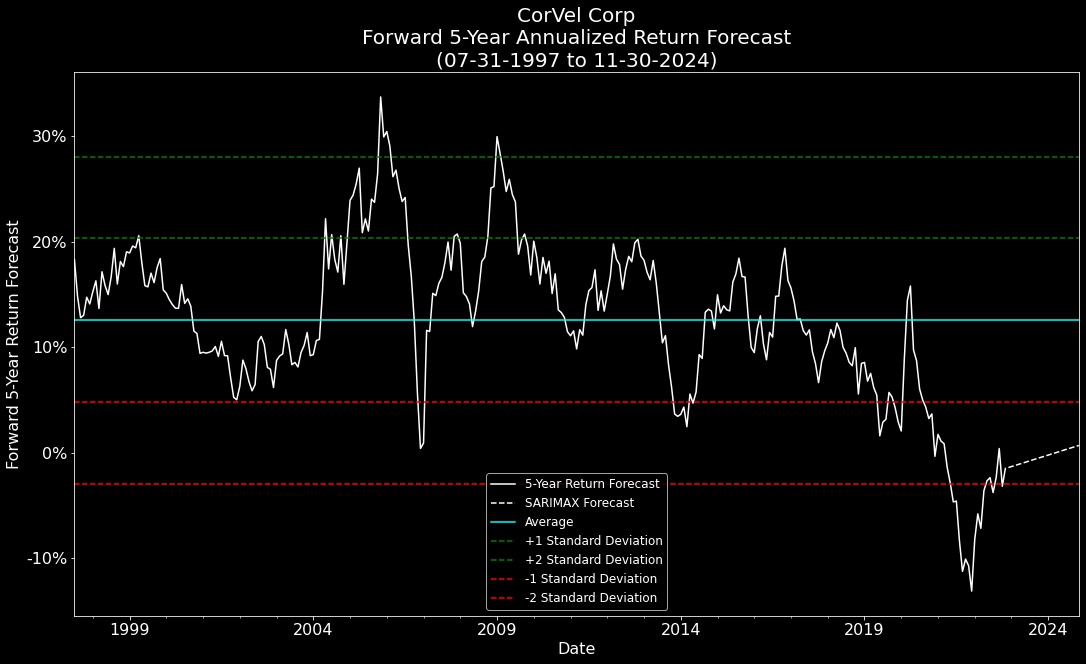 CorVel Corp
Forward 5-Year Annualized Return Forecast
(07-31-1997 to 11-30-2024)
Forward 5-Year Return Forecast
30%
20%
10%
0%
-10%
5-Year Return Forecast
SARIMAX Forecast
Average
+1 Standard Deviation
+2 Standard Deviation
-1 Standard Deviation
-2 Standard Deviation
1999 2004 2009 2014 2019 2024
Date